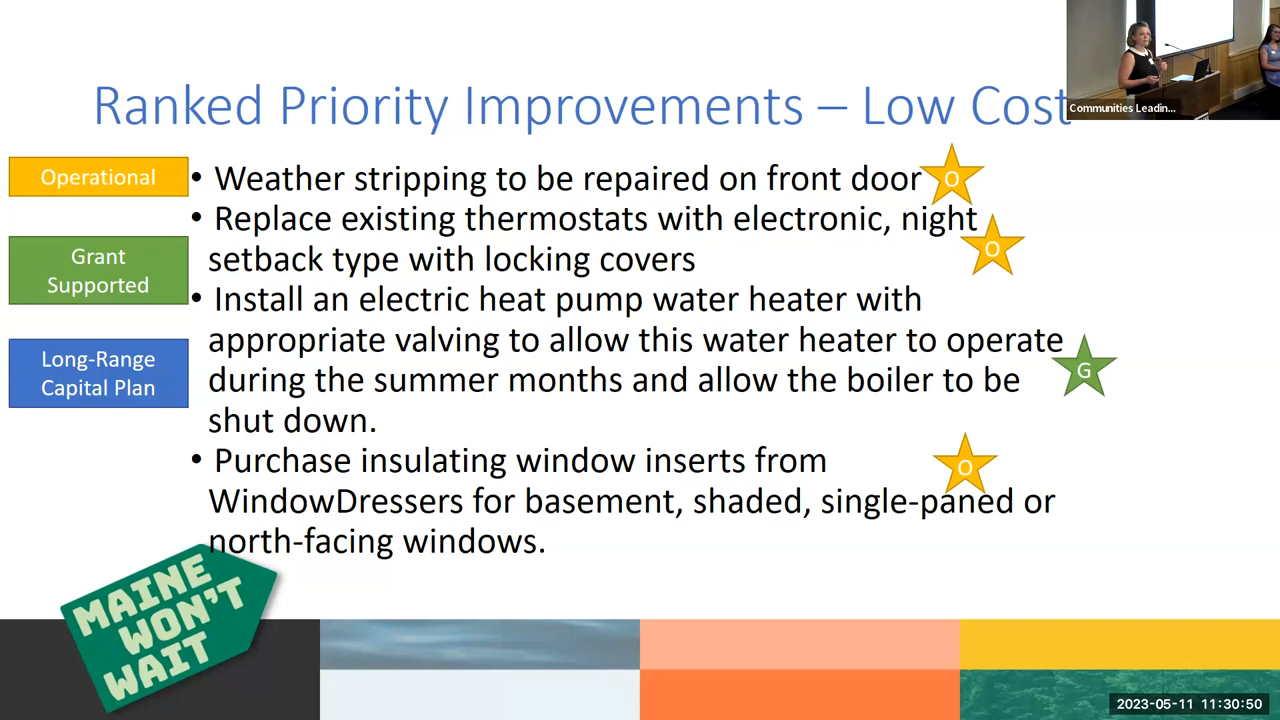 Ranked Priority Improvements – Low Cost
Communities Leadin...
Operational
Grant
Supported
Long-Range
Capital Plan
• Weather stripping to be repaired on front door
O
• Replace existing thermostats with electronic, night
setback type with locking covers
O
• Install an electric heat pump water heater with
appropriate valving to allow this water heater to operate
during the summer months and allow the boiler to be
shut down.
G
• Purchase insulating window inserts from
WindowDressers for basement, shaded, single-paned or
north-facing windows.
O
MAINE
WON'T
WAIT
2023-05-11 11:30:50